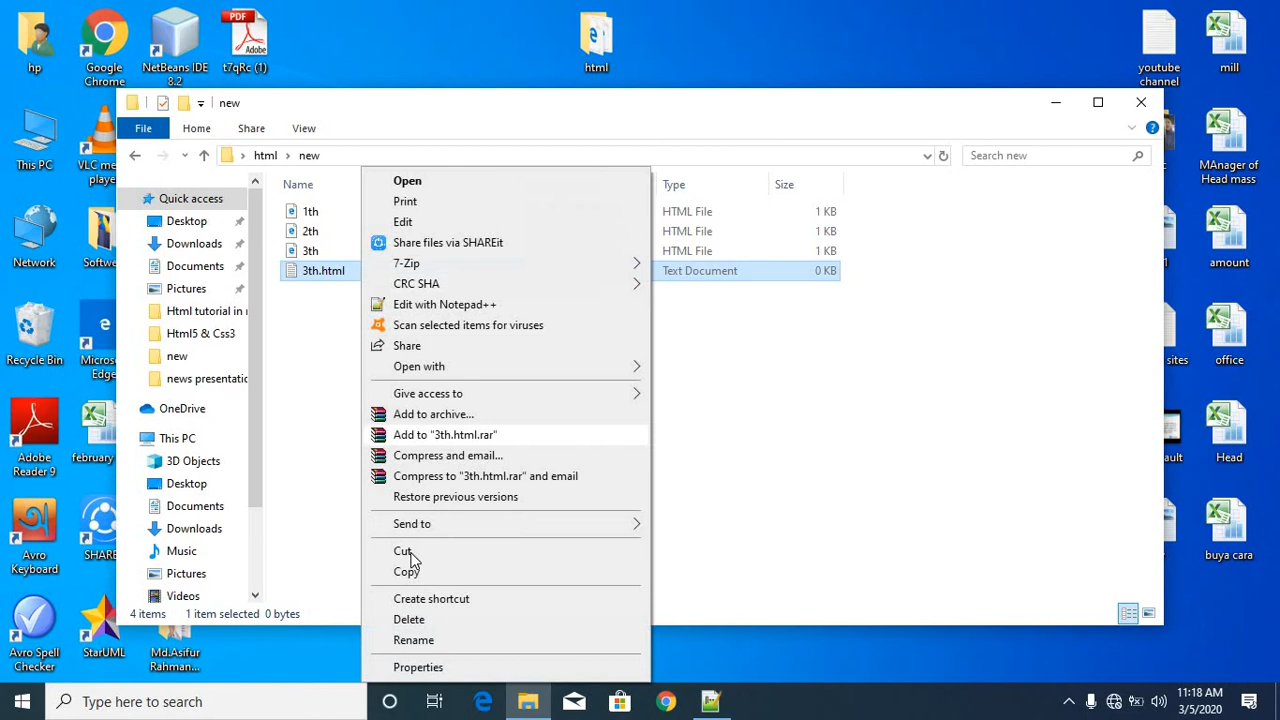 hp
Google
Chrome
NetBeans IDE
8.2
PDF
Adobe
t7qRc (1)
html
youtube
channel
mill
new
File
Home
Share
View
html
new
Search new
This PC
VLC me
player
Network
Softw
Recycle Bin
Micros
Edge
Adobe
Reader 9
february
Avro
Keyboard
SHARE
Avro Spell
Checker
StarUML
Md.Asifur
Rahman...
Quick access
Desktop
Downloads
Documents
Pictures
Html tutorial in
Html5 & Css3
new
news presentatic
OneDrive
This PC
3D Objects
Desktop
Documents
Downloads
Music
Pictures
Videos
Name
Type
Size
1th
HTML File
1 KB
2th
HTML File
1 KB
3th
HTML File
1 KB
3th.html
Text Document
0 KB
Open
Print
Edit
Share files via SHAREit
7-Zip
CRC SHA
Edit with Notepad++
Scan selected items for viruses
Share
Open with
Give access to
Add to archive...
Add to "3th.html.rar"
Compress and email...
Compress to "3th.html.rar" and email
Restore previous versions
Send to
Cut
Copy
Create shortcut
Delete
Rename
Properties
4 items
1 item selected
0 bytes
MAnager of
Head mass
amount
sites
office
ault
Head
buya cara
Type here to search
11:18 AM
3/5/2020